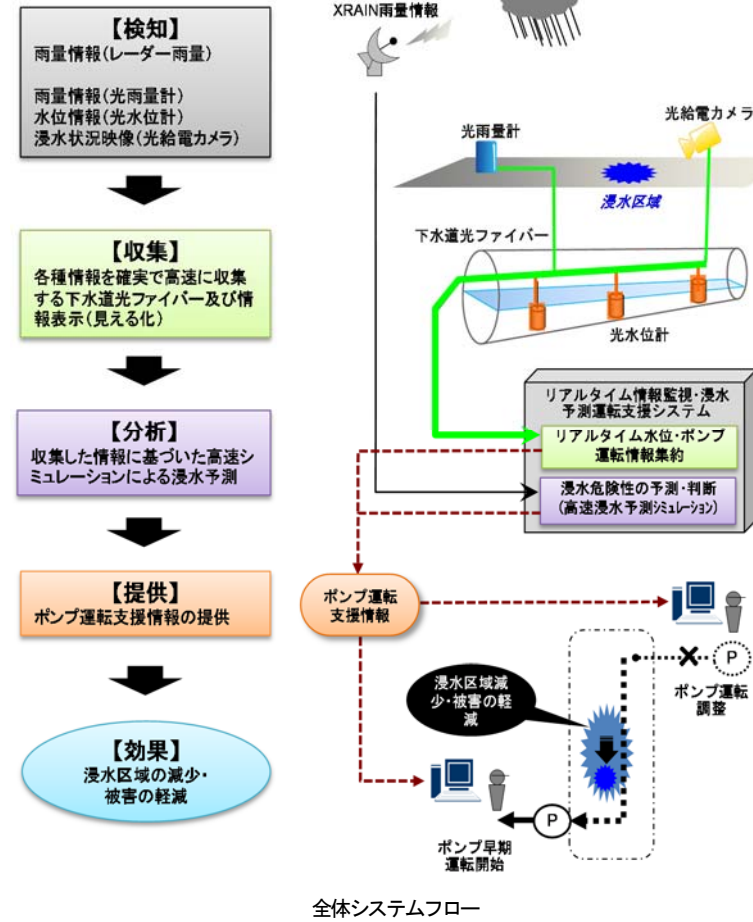 【検知】
雨量情報(レーダー雨量)
雨量情報(光雨量計)
水位情報(光水位計)
浸水状況映像(光給電カメラ)
【収集】
各種情報を確実で高速に収集
する下水道光ファイバー及び情
報表示(見える化)
【分析】
収集した情報に基づいた高速シ
ミュレーションによる浸水予測
【提供】
ポンプ運転支援情報の提供
【効果】
浸水区域の減少・
被害の軽減
XRAIN雨量情報
光雨量計
光給電カメラ
浸水区域
下水道光ファイバー
光水位計
リアルタイム情報監視・浸水
予測運転支援システム
リアルタイム水位・ポンプ
運転情報集約
浸水危険性の予測・判断
(高速浸水予測シミュレーション)
ポンプ運転
支援情報
P
ポンプ運転
調整
浸水区域減
少・被害の軽
減
P
ポンプ早期
運転開始
全体システムフロー